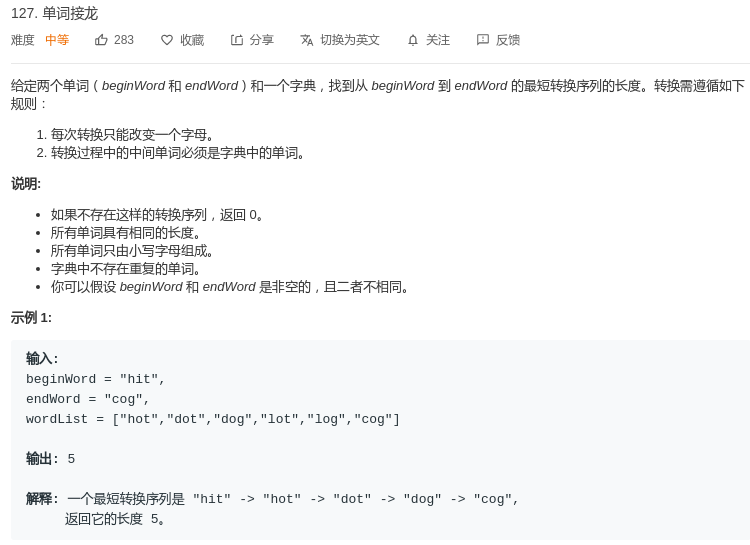 127. 单词接龙
难度 中等 283 收藏 分享 切换为英文 关注 反馈
给定两个单词（beginWord 和 endWord）和一个字典，找到从 beginWord 到 endWord 的最短转换序列的长度。转换需遵循如下
规则：
1. 每次转换只能改变一个字母。
2. 转换过程中的中间单词必须是字典中的单词。
说明:
• 如果不存在这样的转换序列，返回 0。
• 所有单词具有相同的长度。
• 所有单词只由小写字母组成。
• 字典中不存在重复的单词。
• 你可以假设 beginWord 和 endWord 是非空的，且二者不相同。
示例 1:
输入:
beginWord = "hit",
endWord = "cog",
wordList = ["hot","dot","dog","lot","log","cog"]
输出: 5
解释: 一个最短转换序列是 "hit" -> "hot" -> "dot" -> "dog" -> "cog",
返回它的长度 5。